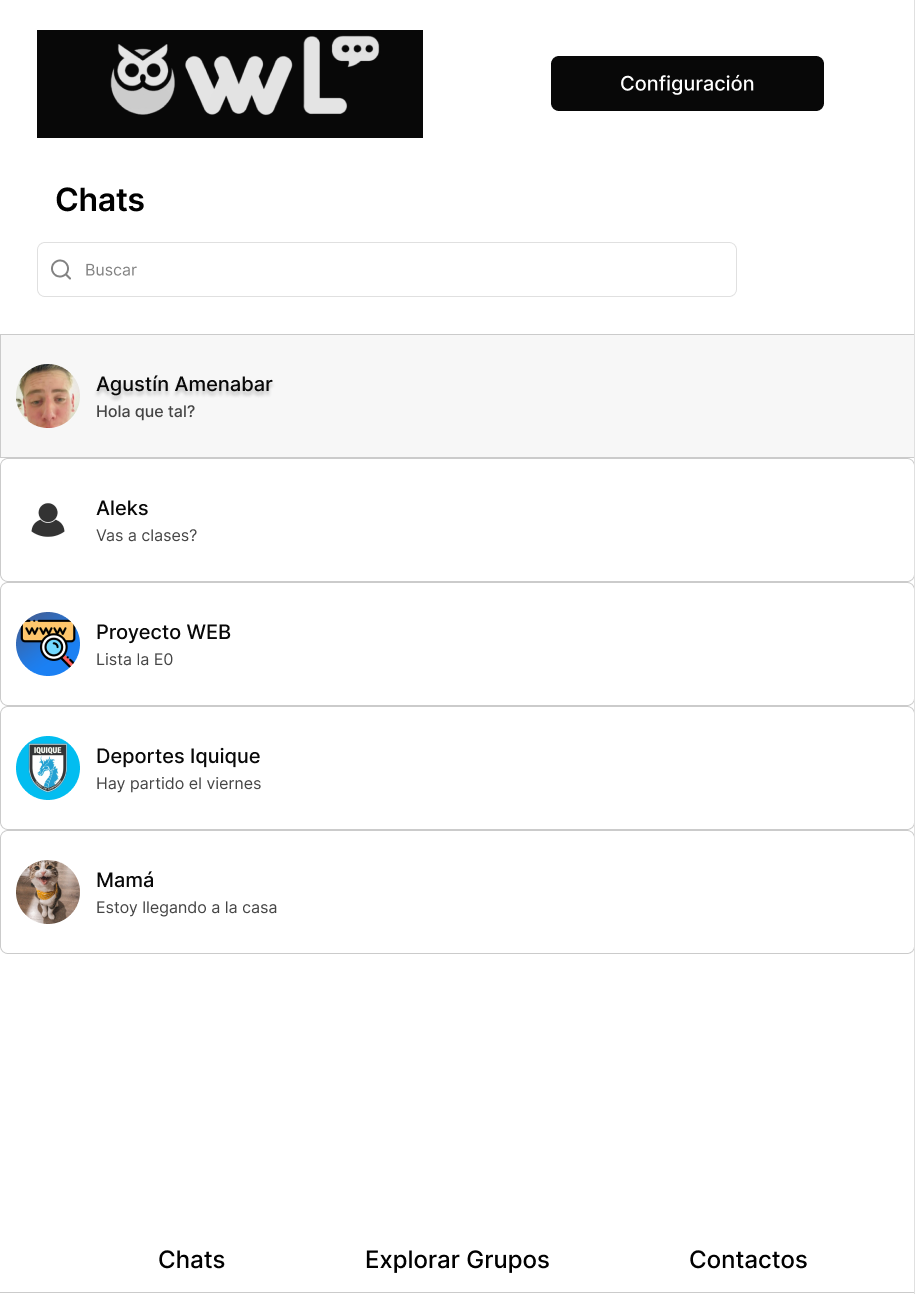 OwL
Configuración
Chats
Buscar
Agustín Amenabar
Hola que tal?
Aleks
Vas a clases?
WWW
Proyecto WEB
Lista la E0
IQUIQUE
Deportes Iquique
Hay partido el viernes
Mamá
Estoy llegando a la casa
Chats
Explorar Grupos
Contactos